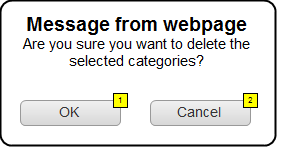 Message from webpage
Are you sure you want to delete the
selected categories?
1
2
OK
Cancel